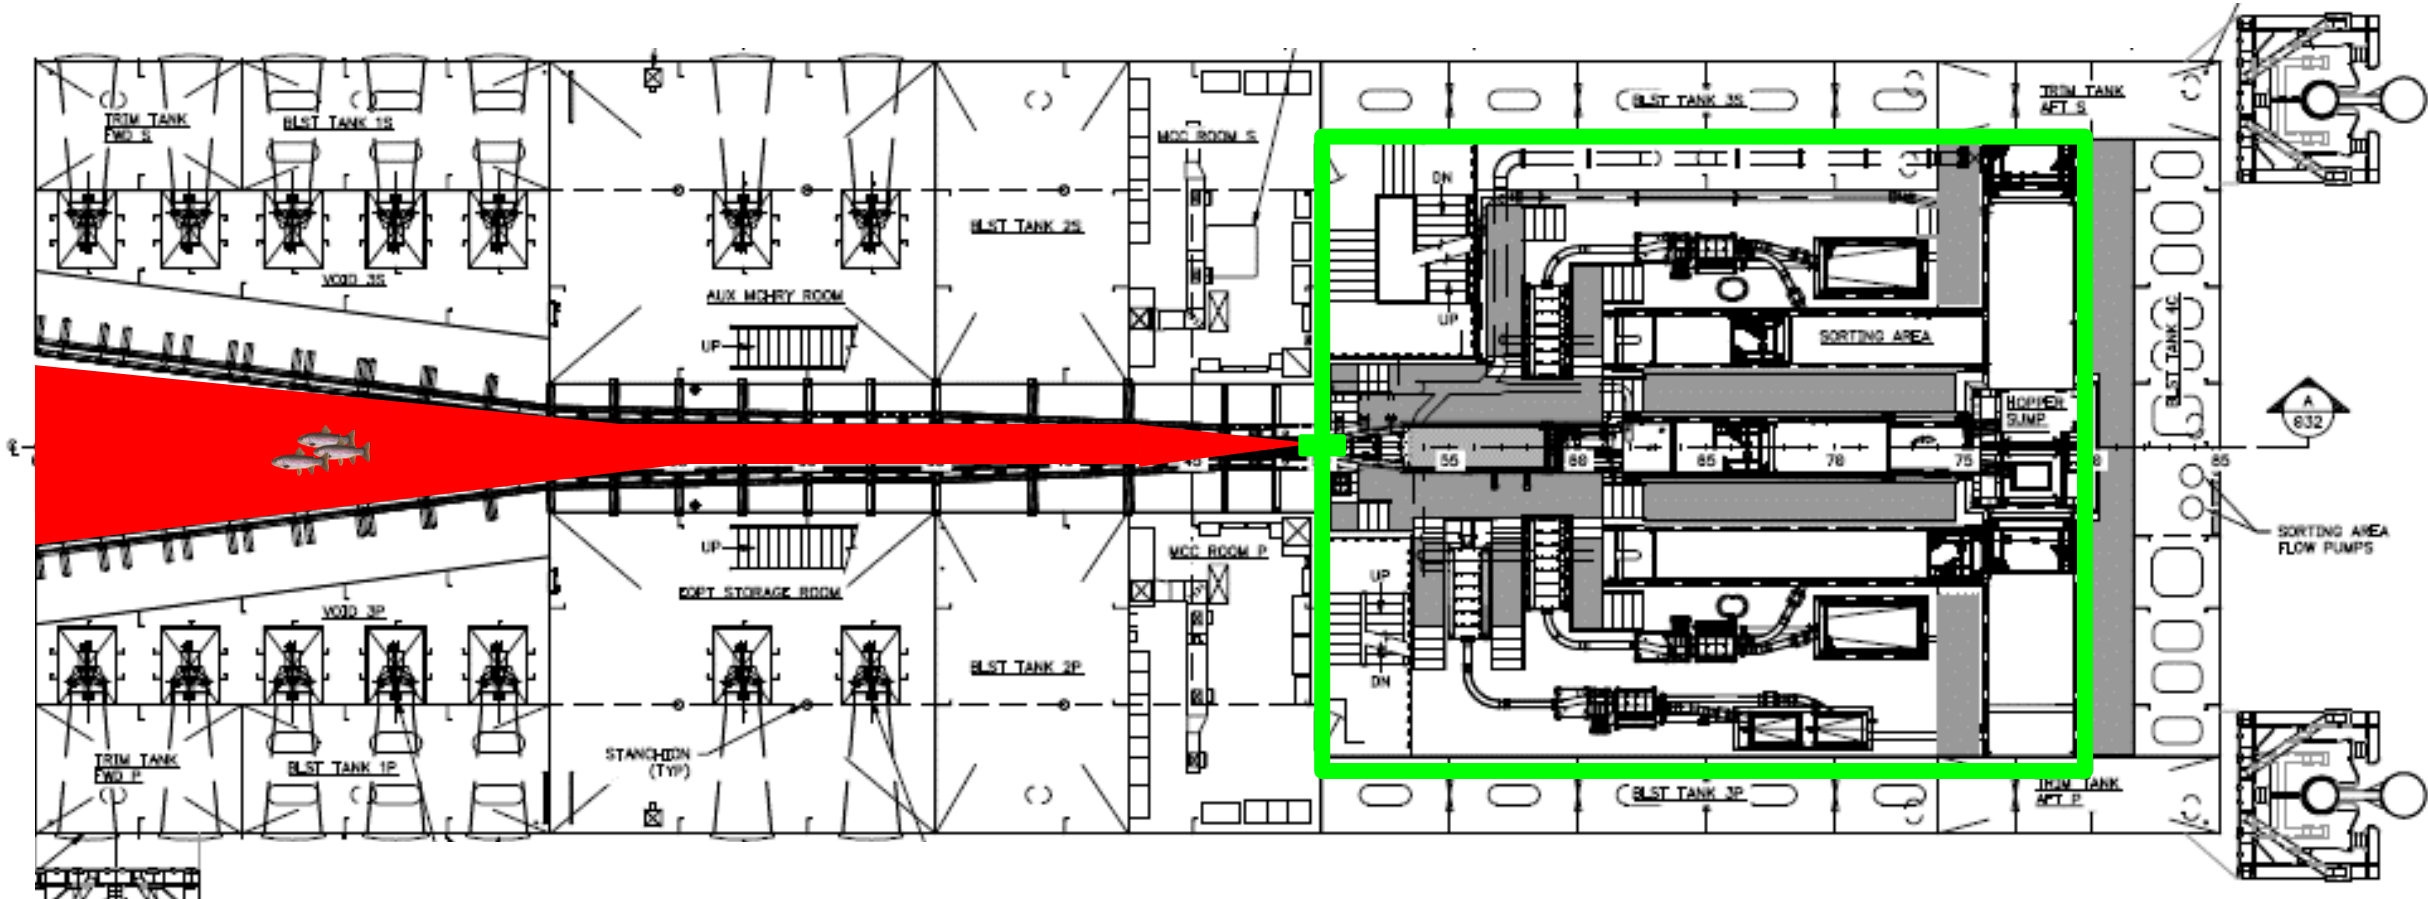 TRIM TANK
FWD S
BLST TANK 1S
MCC ROOM S
BLST TANK 3S
TRIM TANK
AFT S
DN
BLST TANK 2S
VOID 3S
AUX MCHRY ROOM
UP
UP
SORTING AREA
BLST TANK 4C
HOPPER
SUMP
A
832
55
60
65
70
75
85
SORTING AREA
FLOW PUMPS
UP
MCC ROOM P
EQPT STORAGE ROOM
UP
VOID 3P
BLST TANK 2P
DN
STANCHION
(TYP)
TRIM TANK
FWD P
BLST TANK 1P
BLST TANK 3P
TRIM TANK
AFT P